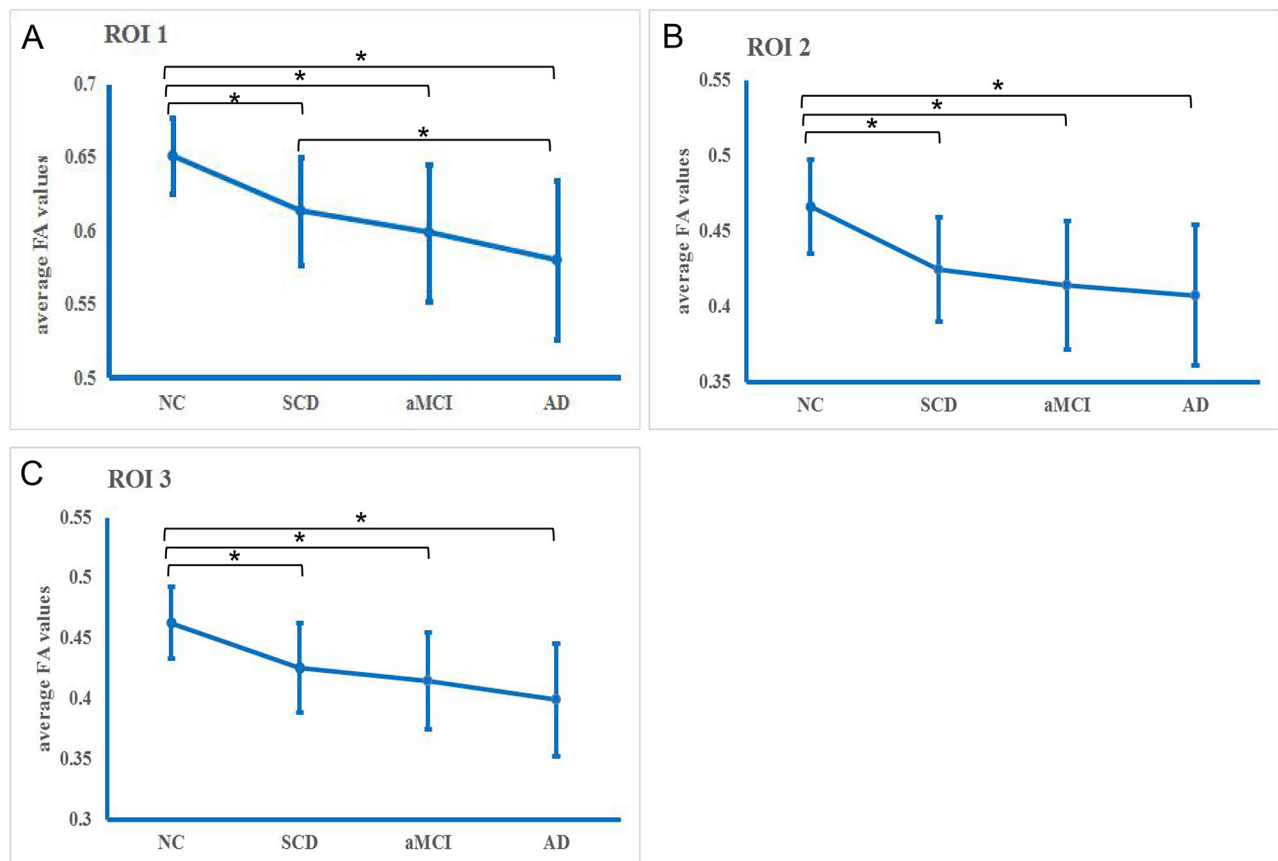 A
ROI 1
*
*
*
*
0.7
0.65
0.6
0.55
0.5
average FA values
NC SCD aMCI AD
B
ROI 2
*
*
*
0.55
0.5
0.45
0.4
0.35
average FA values
NC SCD aMCI AD
C
ROI 3
*
*
*
0.55
0.5
0.45
0.4
0.35
0.3
average FA values
NC SCD aMCI AD